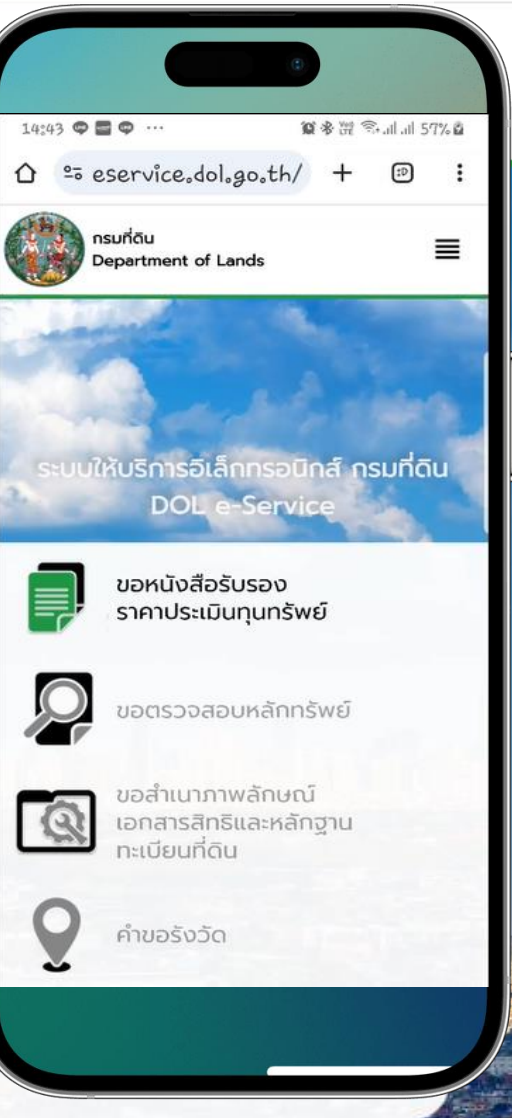 14:43
57%
eservice.dol.go.th/
:D
กรมที่ดิน
Department of Lands
ระบบให้บริการอิเล็กทรอนิกส์ กรมที่ดิน
DOL e-Service
ขอหนังสือรับรอง
ราคาประเมินทุนทรัพย์
ขอตรวจสอบหลักทรัพย์
ขอสำเนาภาพลักษณ์
เอกสารสิทธิและหลักฐาน
ทะเบียนที่ดิน
คำขอรังวัด